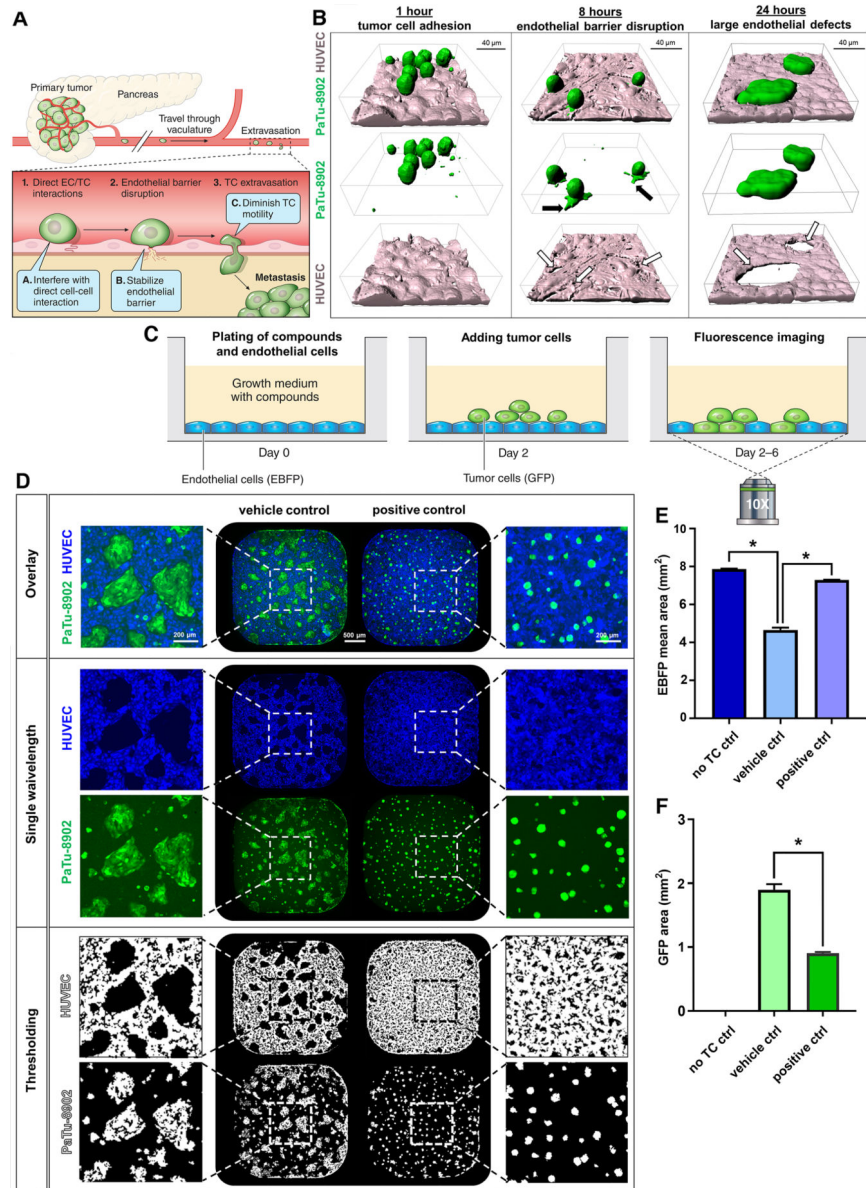 A
Primary tumor
Pancreas
Travel through
vaculature
Extravasation
1. Direct EC/TC
interactions
2. Endothelial barrier
disruption
3. TC extravasation
C. Diminish TC
motility
A. Interfere with
direct cell-cell
interaction
B. Stabilize
endothelial
barrier
Metastasis
B
1 hour
tumor cell adhesion
8 hours
endothelial barrier disruption
24 hours
large endothelial defects
40 µm
40 µm
40 µm
PaTu-8902 HUVEC
PaTu-8902
HUVEC
C
Plating of compounds
and endothelial cells
Adding tumor cells
Fluorescence imaging
Growth medium
with compounds
Day 0
Day 2
Day 2–6
Endothelial cells (EBFP)
Tumor cells (GFP)
10X
D
vehicle control
positive control
Overlay
PaTu-8902 HUVEC
200 µm
500 µm
200 µm
Single waivelength
HUVEC
PaTu-8902
Thresholding
HUVEC
PaTu-8902
E
EBFP mean area (mm²)
10
8
6
4
2
0
*
*
no TC ctrl
vehicle ctrl
positive ctrl
F
GFP area (mm²)
3
2
1
0
*
no TC ctrl
vehicle ctrl
positive ctrl